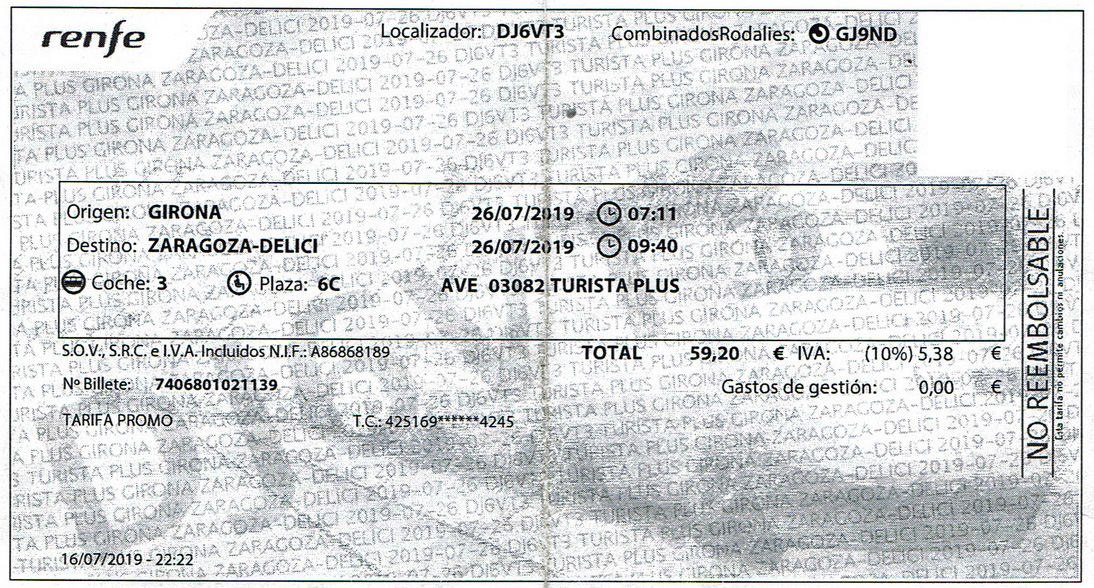 renfe
Localizador: DJ6VT3 CombinadosRodalies: GJ9ND
Origen: GIRONA 26/07/2019 07:11
Destino: ZARAGOZA-DELICI 26/07/2019 09:40
Coche: 3 Plaza: 6C AVE 03082 TURISTA PLUS
S.O.V., S.R.C. e I.V.A. Incluidos N.I.F.: A86868189 TOTAL 59,20 € IVA: (10%) 5,38 €
Nº Billete: 7406801021139 Gastos de gestión: 0,00 €
TARIFA PROMO T.C.: 425169******4245
16/07/2019 - 22:22
NO REEMBOLSABLE
Esta tarifa no permite cambios ni anulaciones